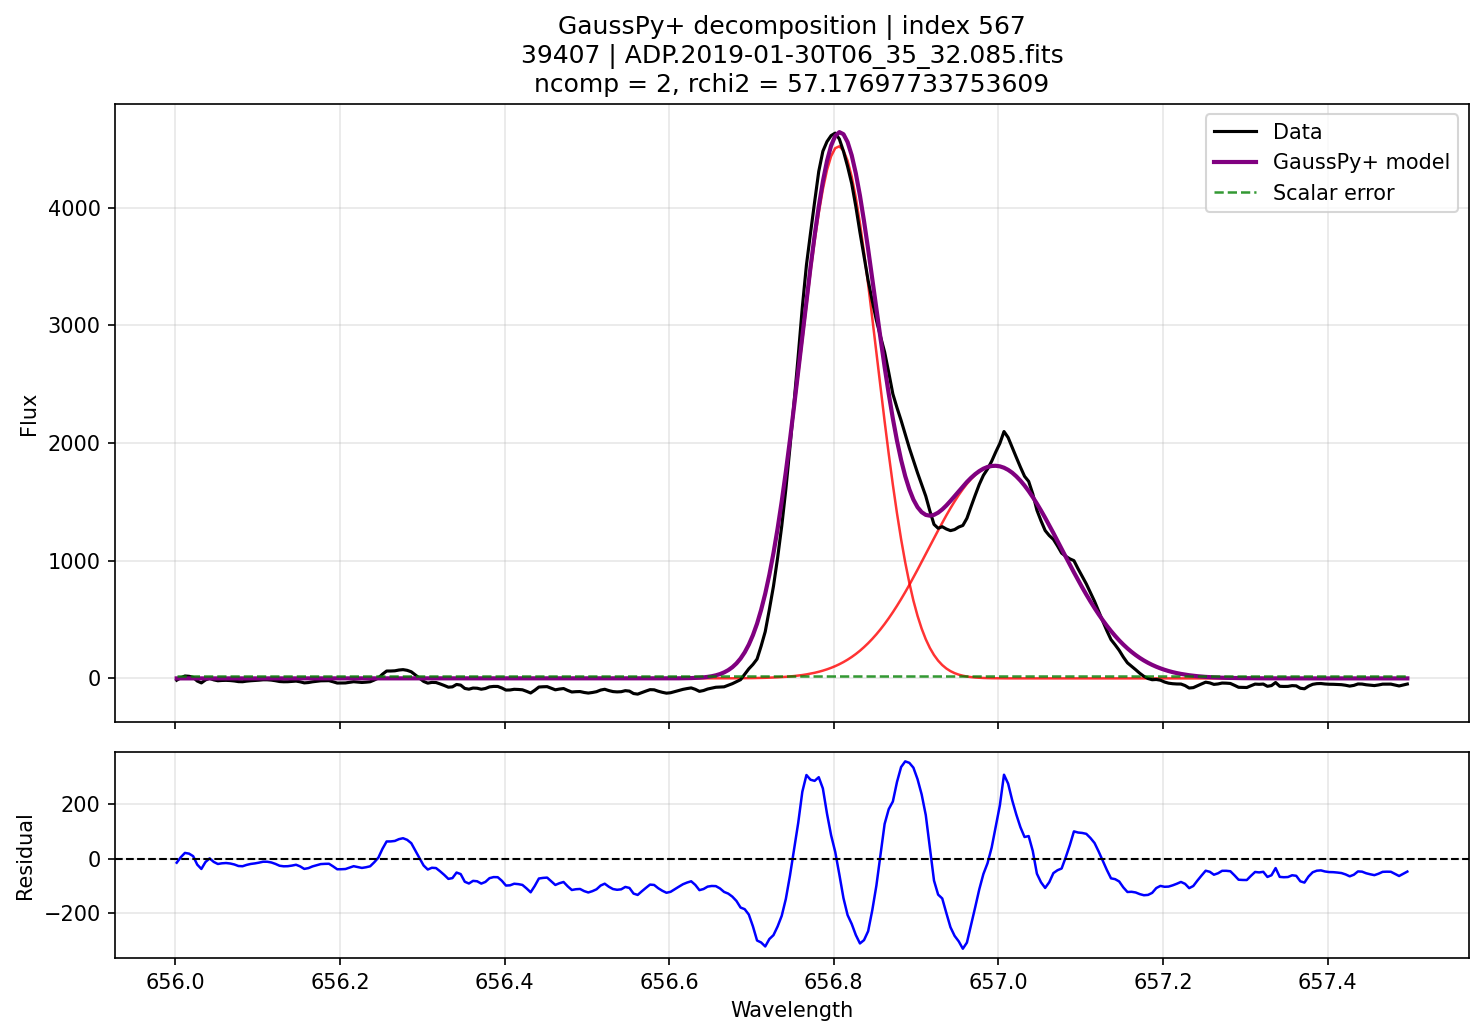 GaussPy+ decomposition | index 567
39407 | ADP.2019-01-30T06_35_32.085.fits
ncomp = 2, rchi2 = 57.17697733753609
Data
GaussPy+ model
Scalar error
Flux
4000
3000
2000
1000
0
Residual
200
0
−200
656.0 656.2 656.4 656.6 656.8 657.0 657.2 657.4
Wavelength